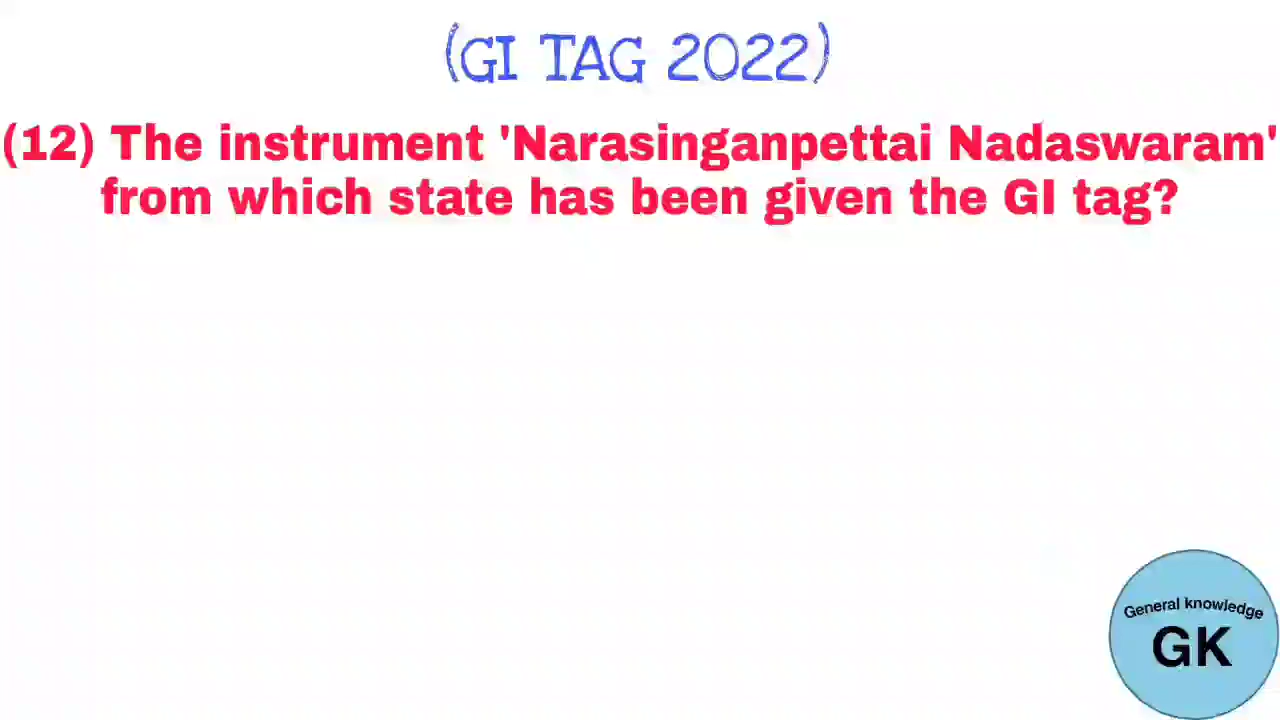 (GI TAG 2022)
(12) The instrument 'Narasinganpettai Nadaswaram'
from which state has been given the GI tag?
General knowledge
GK